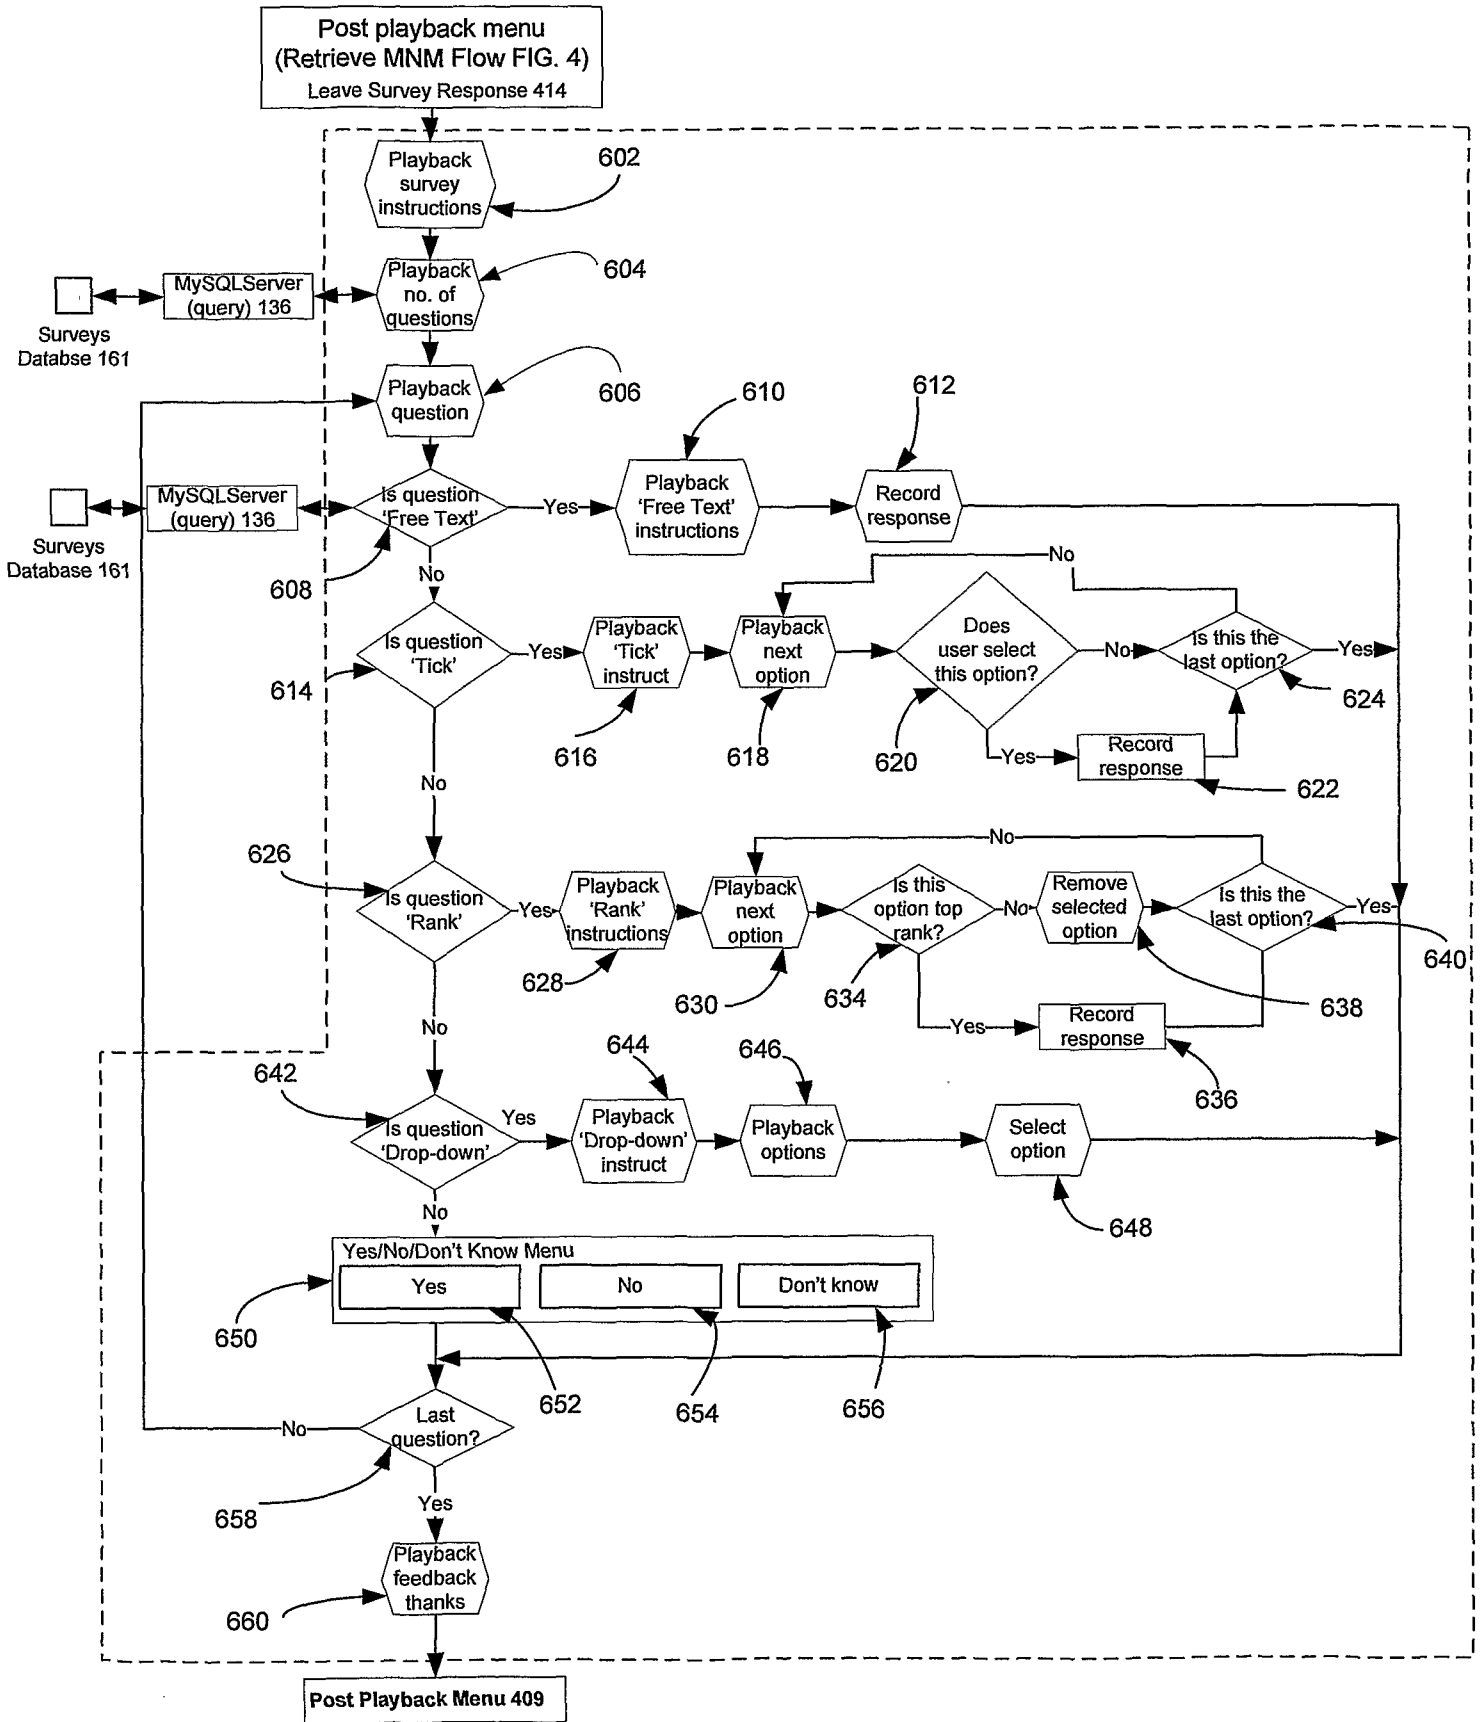 Post playback menu
(Retrieve MNM Flow FIG. 4)
Leave Survey Response 414
Playback
survey
instructions
602
Playback
no. of
questions
604
MySQLServer
(query) 136
Surveys
Databse 161
Playback
question
606
610
612
MySQLServer
(query) 136
Surveys
Database 161
Is question
'Free Text'
Yes
Playback
'Free Text'
instructions
Record
response
608
No
No
Is question
'Tick'
Yes
Playback
'Tick'
instruct
Playback
next
option
Does
user select
this option?
No
Is this the
last option?
Yes
614
616
618
620
624
Yes
Record
response
622
No
No
626
Is question
'Rank'
Yes
Playback
'Rank'
instructions
Playback
next
option
Is this
option top
rank?
No
Remove
selected
option
Is this the
last option?
Yes
628
630
634
638
640
No
Yes
Record
response
636
642
644
646
Is question
'Drop-down'
Yes
Playback
'Drop-down'
instruct
Playback
options
Select
option
648
No
Yes/No/Don't Know Menu
Yes
No
Don't know
650
652
654
656
Last
question?
No
658
Yes
Playback
feedback
thanks
660
Post Playback Menu 409